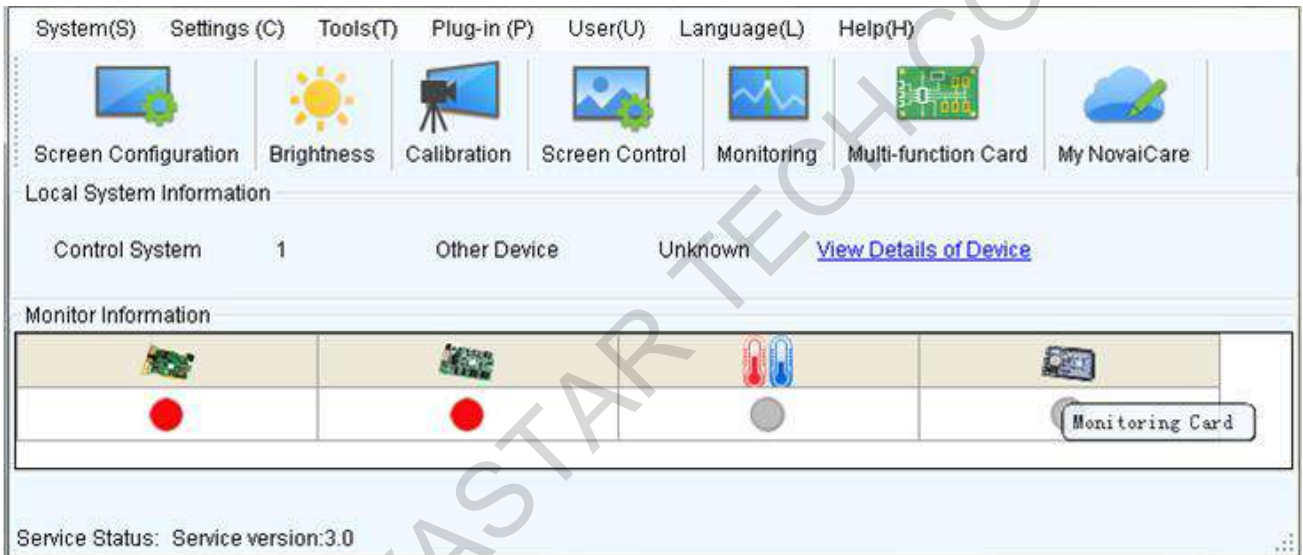 System(S) Settings (C) Tools(T) Plug-in (P) User(U) Language(L) Help(H)
Screen Configuration Brightness Calibration Screen Control Monitoring Multi-function Card My NovaiCare
Local System Information
Control System 1 Other Device Unknown View Details of Device
Monitor Information
Monitoring Card
Service Status: Service version:3.0